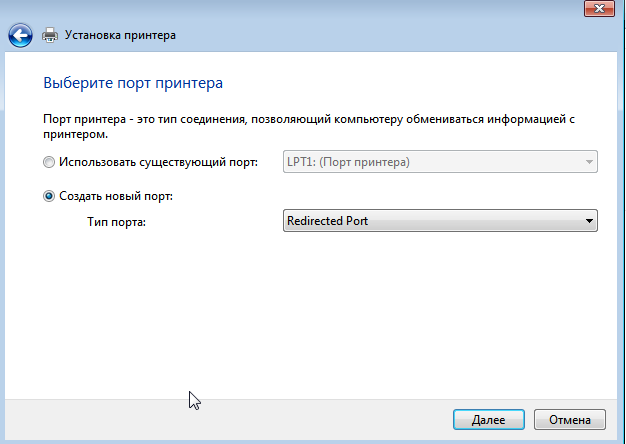 Установка принтера
Выберите порт принтера
Порт принтера - это тип соединения, позволяющий компьютеру обмениваться информацией с
принтером.
Использовать существующий порт: LPT1: (Порт принтера)
Создать новый порт:
Тип порта: Redirected Port
Далее Отмена